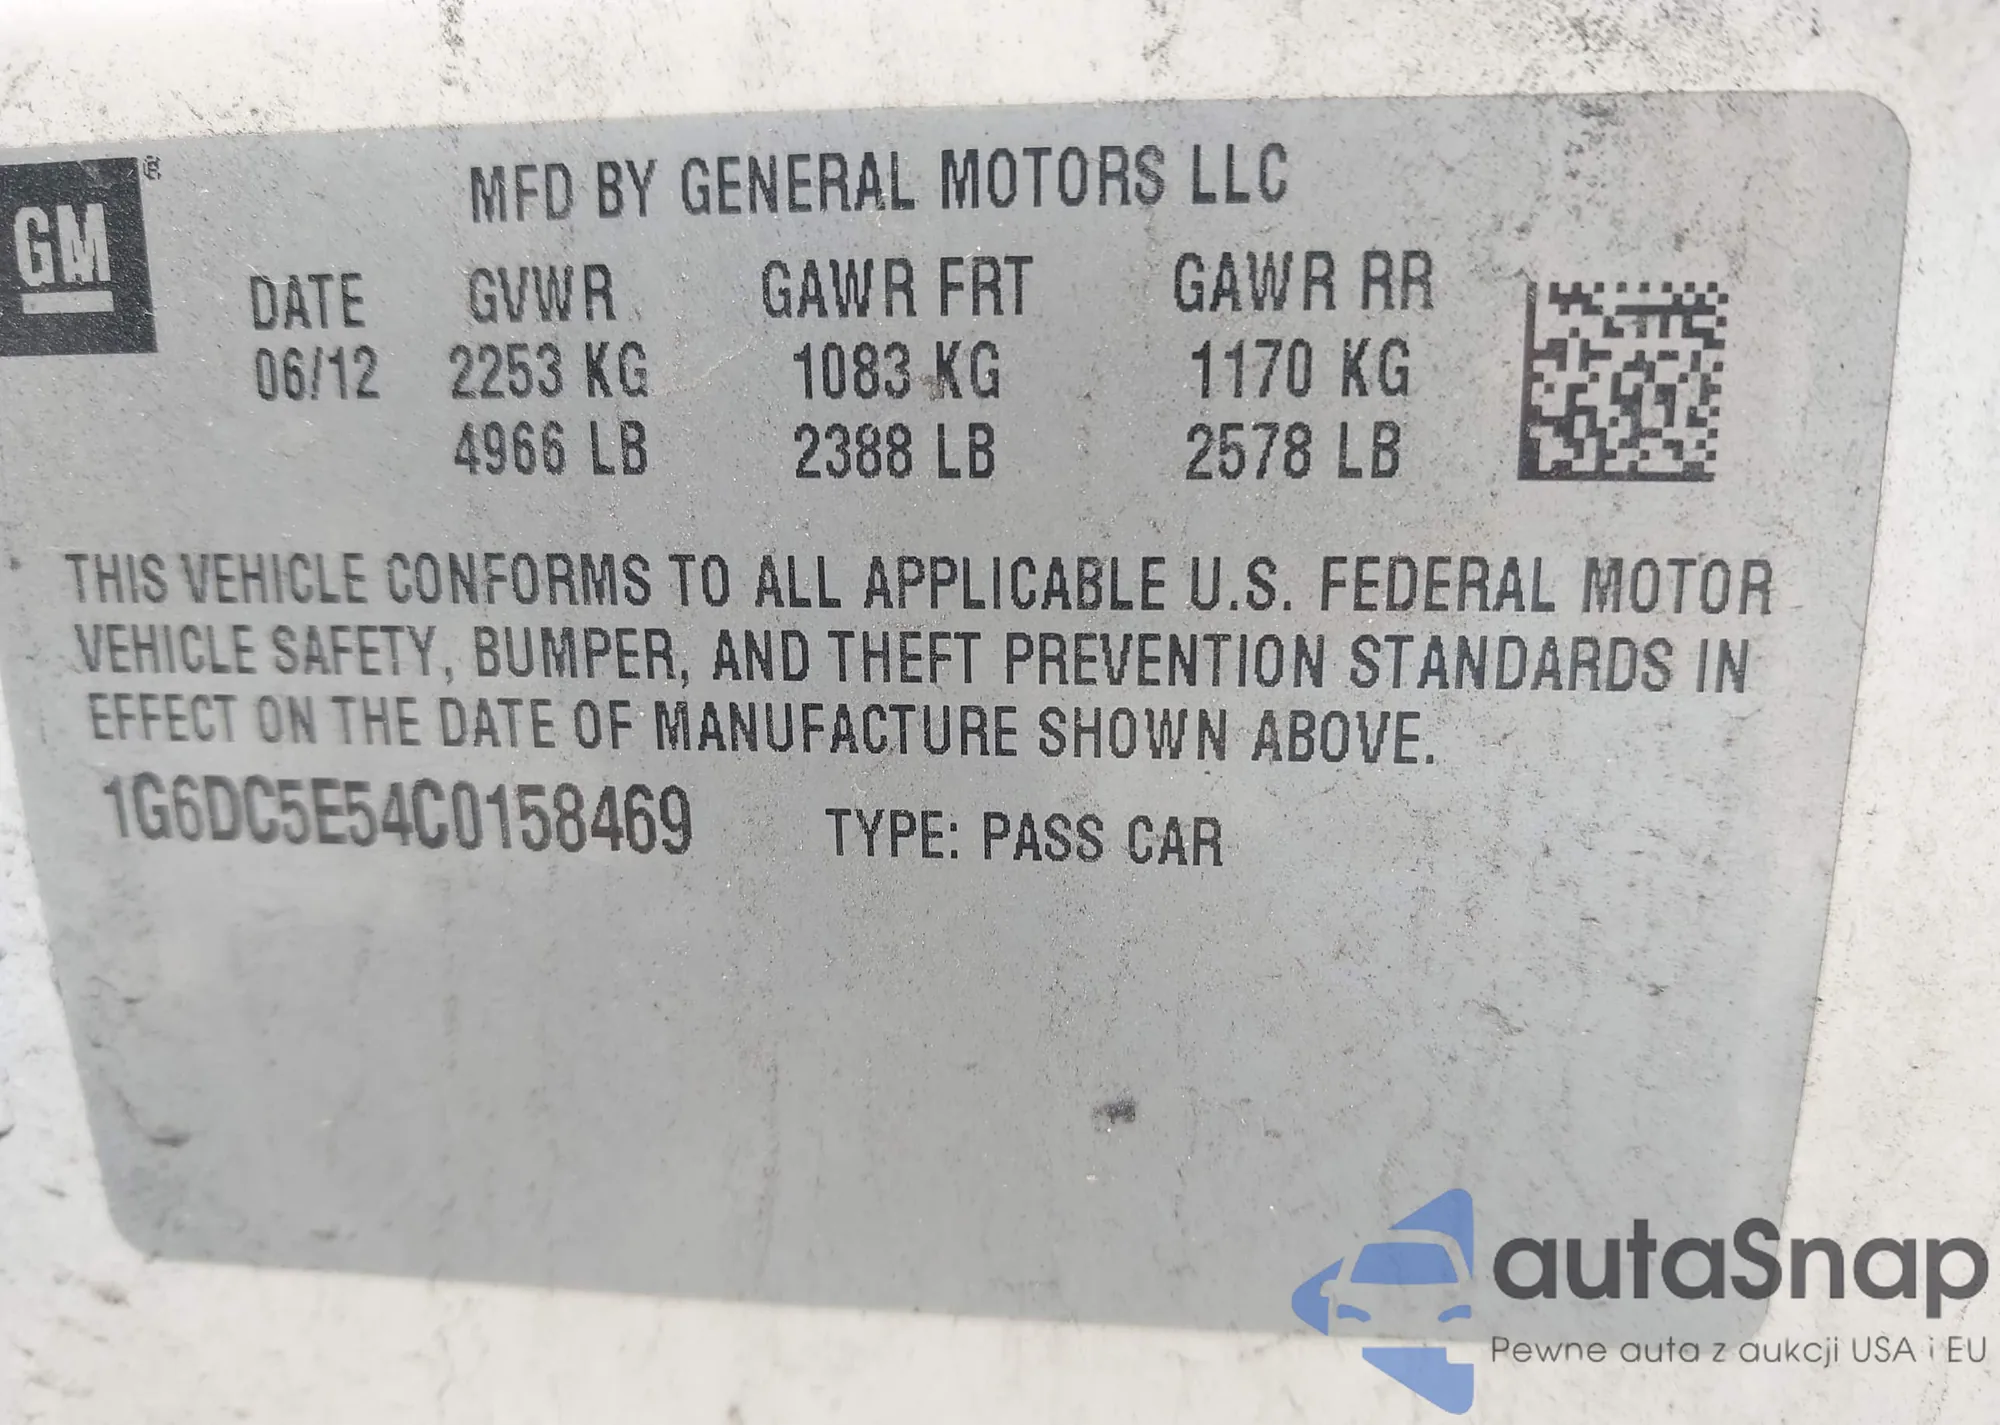 GM ®
MFD BY GENERAL MOTORS LLC
DATE GVWR GAWR FRT GAWR RR
06/12 2253 KG 1083 KG 1170 KG
4966 LB 2388 LB 2578 LB
THIS VEHICLE CONFORMS TO ALL APPLICABLE U.S. FEDERAL MOTOR
VEHICLE SAFETY, BUMPER, AND THEFT PREVENTION STANDARDS IN
EFFECT ON THE DATE OF MANUFACTURE SHOWN ABOVE.
1G6DC5E54C0158469 TYPE: PASS CAR
autaSnap
Pewne auta z aukcji USA i EU